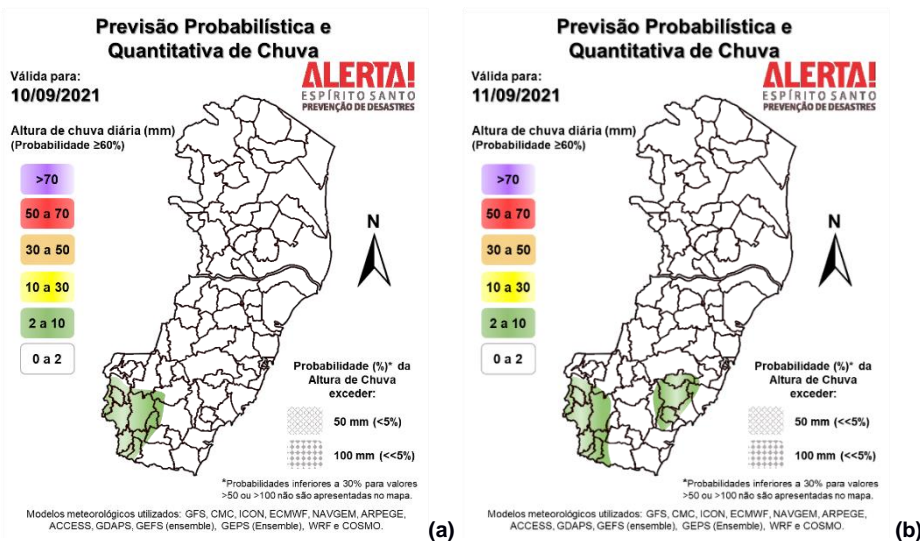 Previsão Probabilística e
Quantitativa de Chuva
Válida para:
10/09/2021
ALERTA!
ESPÍRITO SANTO
PREVENÇÃO DE DESASTRES
Altura de chuva diária (mm)
(Probabilidade ≥60%)
>70
50 a 70
30 a 50
10 a 30
2 a 10
0 a 2
N
Probabilidade (%)* da
Altura de Chuva
exceder:
50 mm (<5%)
100 mm (<<5%)
*Probabilidades inferiores a 30% para valores
>50 ou >100 não são apresentadas no mapa.
Modelos meteorológicos utilizados: GFS, CMC, ICON, ECMWF, NAVGEM, ARPEGE,
ACCESS, GDAPS, GEFS (ensemble), GEPS (Ensemble), WRF e COSMO.
(a)
Previsão Probabilística e
Quantitativa de Chuva
Válida para:
11/09/2021
ALERTA!
ESPÍRITO SANTO
PREVENÇÃO DE DESASTRES
Altura de chuva diária (mm)
(Probabilidade ≥60%)
>70
50 a 70
30 a 50
10 a 30
2 a 10
0 a 2
N
Probabilidade (%)* da
Altura de Chuva
exceder:
50 mm (<5%)
100 mm (<<5%)
*Probabilidades inferiores a 30% para valores
>50 ou >100 não são apresentadas no mapa.
Modelos meteorológicos utilizados: GFS, CMC, ICON, ECMWF, NAVGEM, ARPEGE,
ACCESS, GDAPS, GEFS (ensemble), GEPS (Ensemble), WRF e COSMO.
(b)